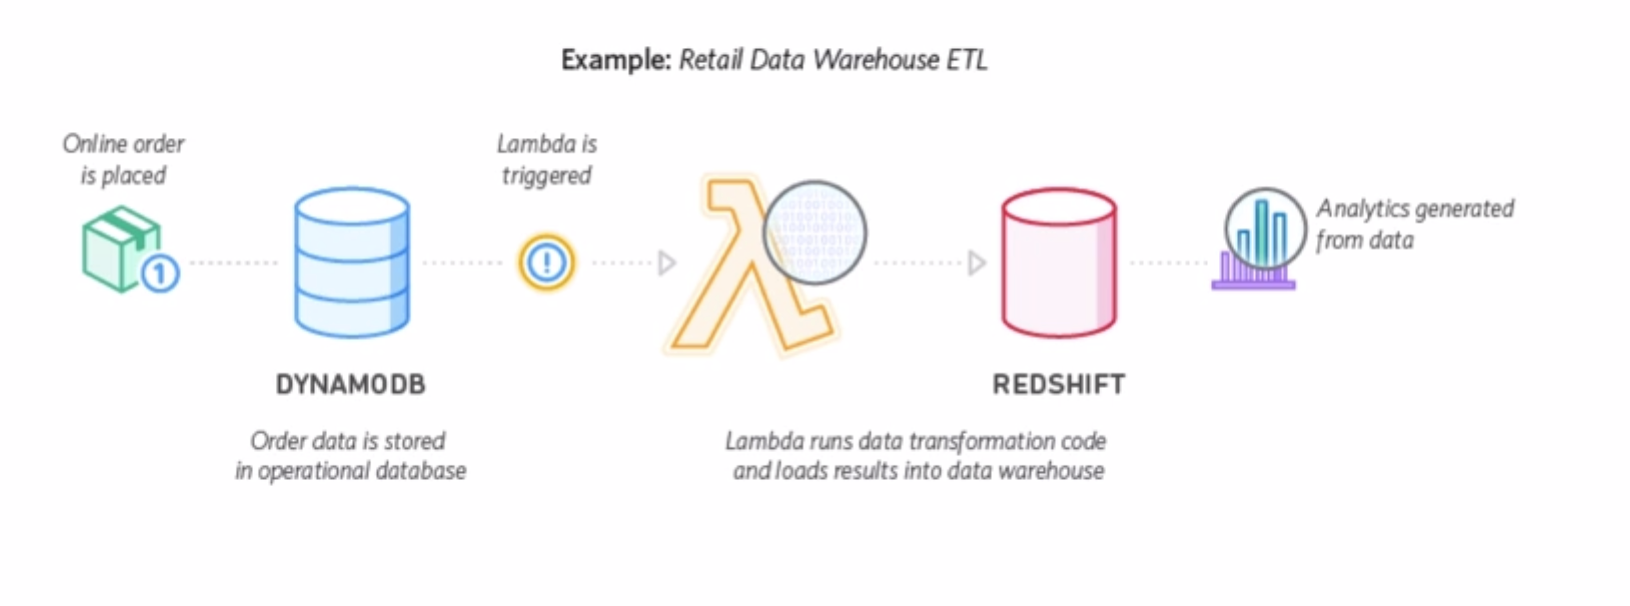 Example: Retail Data Warehouse ETL
Online order
is placed
1
DYNAMODB
Order data is stored
in operational database
Lambda is
triggered
!
λ
Lambda runs data transformation code
and loads results into data warehouse
REDSHIFT
Analytics generated
from data